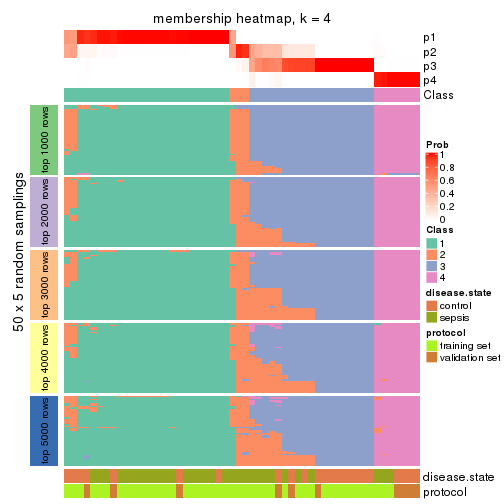 membership heatmap, k = 4
p1
p2
p3
p4
Class
50 x 5 random samplings
top 1000 rows
top 2000 rows
top 3000 rows
top 4000 rows
top 5000 rows
Prob
1
0.8
0.6
0.4
0.2
0
Class
1
2
3
4
disease.state
control
sepsis
protocol
training set
validation set
disease.state
protocol